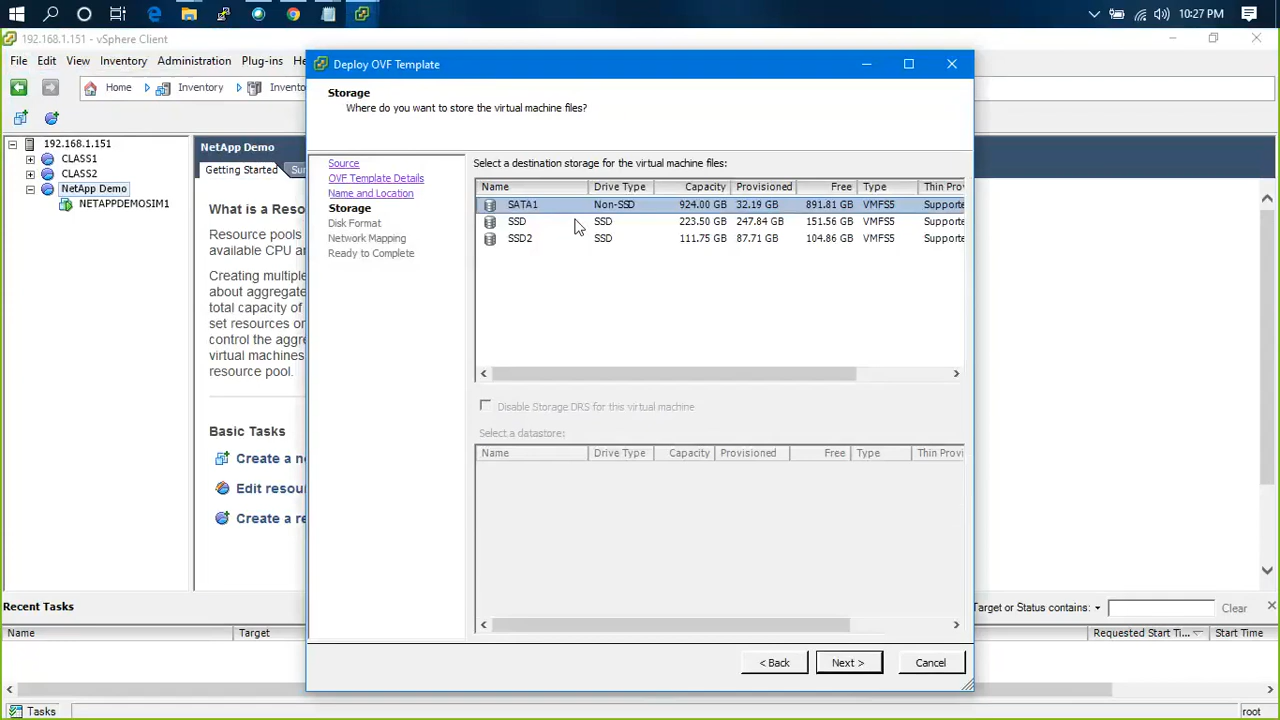 10:27 PM
192.168.1.151 - vSphere Client
File Edit View Inventory Administration Plug-ins He
Home Inventory Invento
192.168.1.151
CLASS1
CLASS2
NetApp Demo
NETAPPDEMOSIM1
NetApp Demo
Getting Started Su
What is a Reso
Resource pools
available CPU a
Creating multiple
about aggregate
total capacity of
set resources or
control the aggr
virtual machines
resource pool.
Basic Tasks
Create a n
Edit resou
Create a re
Deploy OVF Template
Storage
Where do you want to store the virtual machine files?
Source
OVF Template Details
Name and Location
Storage
Disk Format
Network Mapping
Ready to Complete
Select a destination storage for the virtual machine files:
Name Drive Type Capacity Provisioned Free Type Thin Pro
SATA1 Non-SSD 924.00 GB 32.19 GB 891.81 GB VMFS5 Supporte
SSD SSD 223.50 GB 247.84 GB 151.56 GB VMFS5 Supporte
SSD2 SSD 111.75 GB 87.71 GB 104.86 GB VMFS5 Supporte
Disable Storage DRS for this virtual machine
Select a datastore:
Name Drive Type Capacity Provisioned Free Type Thin Provi
< Back Next > Cancel
Recent Tasks
Target or Status contains: Clear
Name Target Requested Start Ti... Start Time
Tasks root